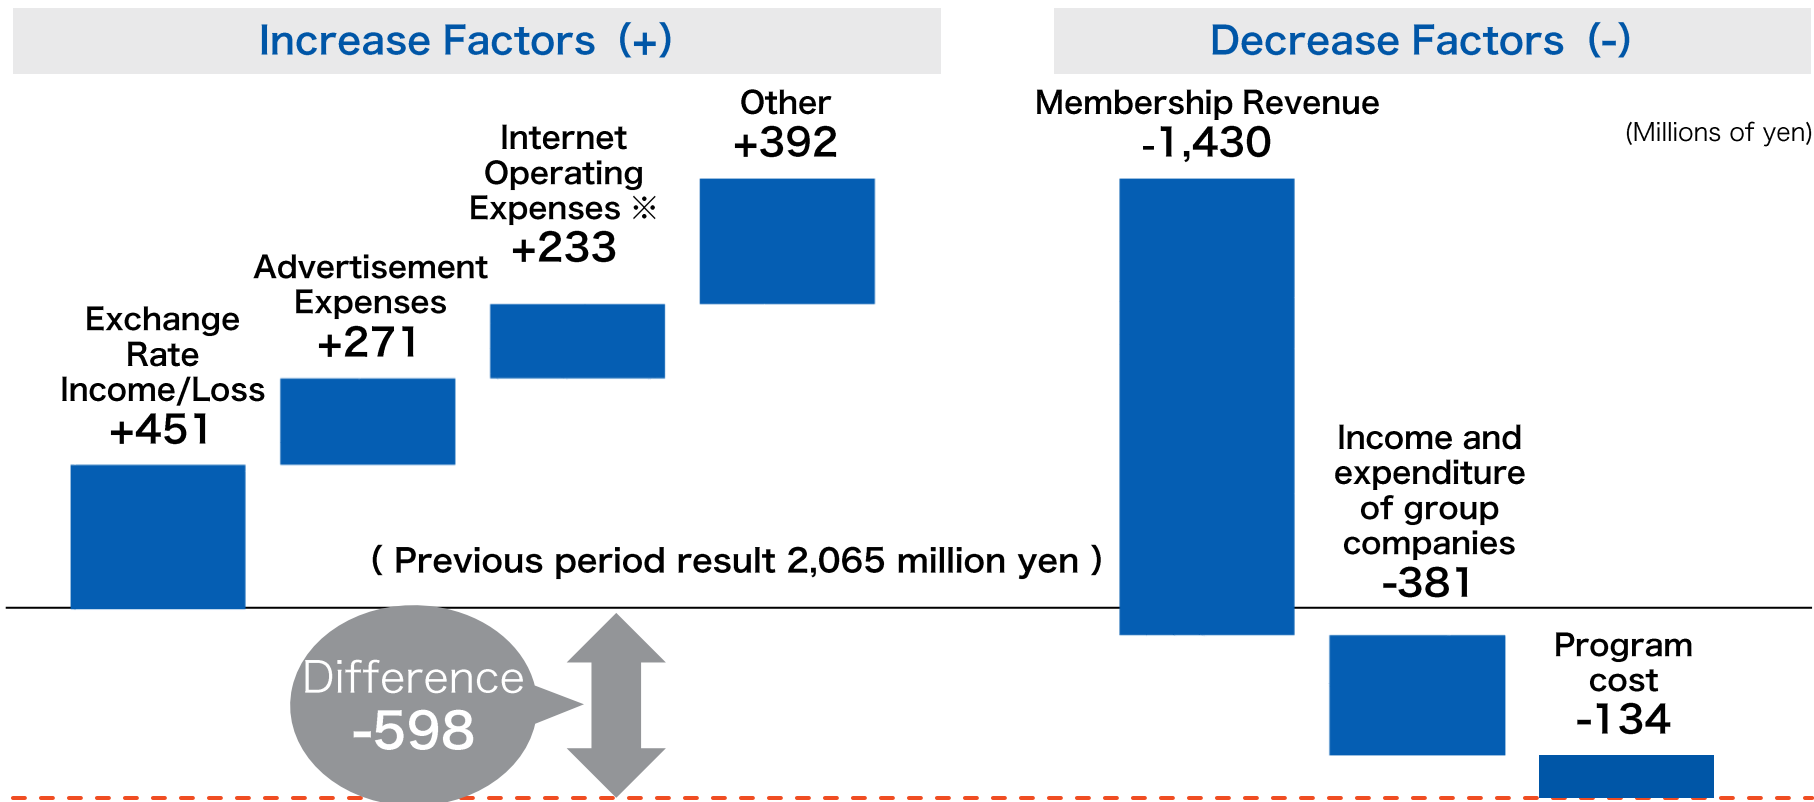 Increase Factors (+)
Decrease Factors (-)
(Millions of yen)
Exchange
Rate
Income/Loss
+451
Advertisement
Expenses
+271
Internet
Operating
Expenses ※
+233
Other
+392
Membership Revenue
-1,430
Income and
expenditure
of group
companies
-381
Program
cost
-134
( Previous period result 2,065 million yen )
Difference
-598